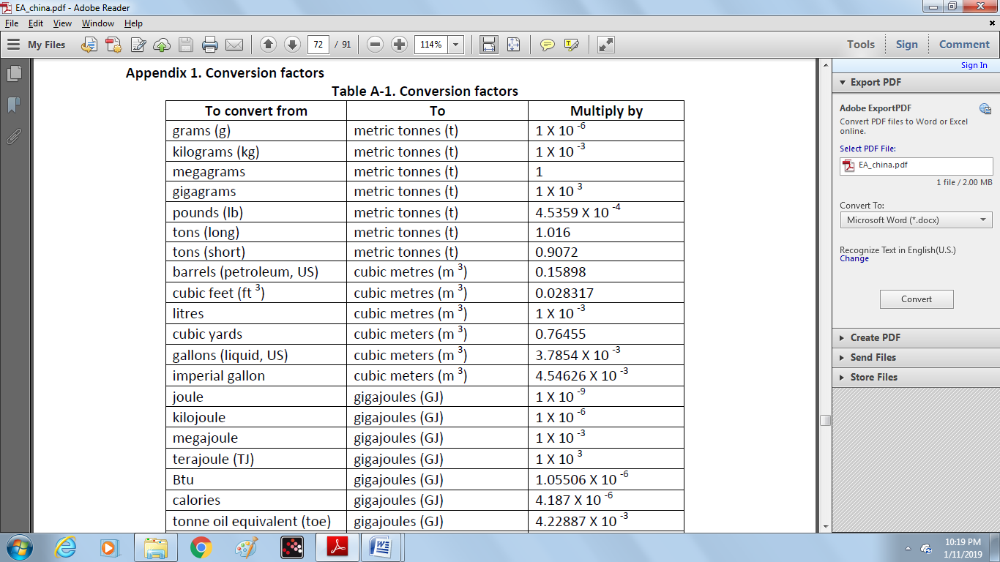 EA_china.pdf - Adobe Reader
File Edit View Window Help
My Files 72 / 91 114% Tools Sign Comment
Sign In
Appendix 1. Conversion factors
Table A-1. Conversion factors
To convert from To Multiply by
grams (g) metric tonnes (t) 1 X 10 -6
kilograms (kg) metric tonnes (t) 1 X 10 -3
megagrams metric tonnes (t) 1
gigagrams metric tonnes (t) 1 X 10 3
pounds (lb) metric tonnes (t) 4.5359 X 10 -4
tons (long) metric tonnes (t) 1.016
tons (short) metric tonnes (t) 0.9072
barrels (petroleum, US) cubic metres (m 3) 0.15898
cubic feet (ft 3) cubic metres (m 3) 0.028317
litres cubic metres (m 3) 1 X 10 -3
cubic yards cubic meters (m 3) 0.76455
gallons (liquid, US) cubic meters (m 3) 3.7854 X 10 -3
imperial gallon cubic meters (m 3) 4.54626 X 10 -3
joule gigajoules (GJ) 1 X 10 -9
kilojoule gigajoules (GJ) 1 X 10 -6
megajoule gigajoules (GJ) 1 X 10 -3
terajoule (TJ) gigajoules (GJ) 1 X 10 3
Btu gigajoules (GJ) 1.05506 X 10 -6
calories gigajoules (GJ) 4.187 X 10 -6
tonne oil equivalent (toe) gigajoules (GJ) 4.22887 X 10 -3
Export PDF
Adobe ExportPDF
Convert PDF files to Word or Excel
online.
Select PDF File:
EA_china.pdf
1 file / 2.00 MB
Convert To:
Microsoft Word (*.docx)
Recognize Text in English(U.S.)
Change
Convert
Create PDF
Send Files
Store Files
10:19 PM
1/11/2019